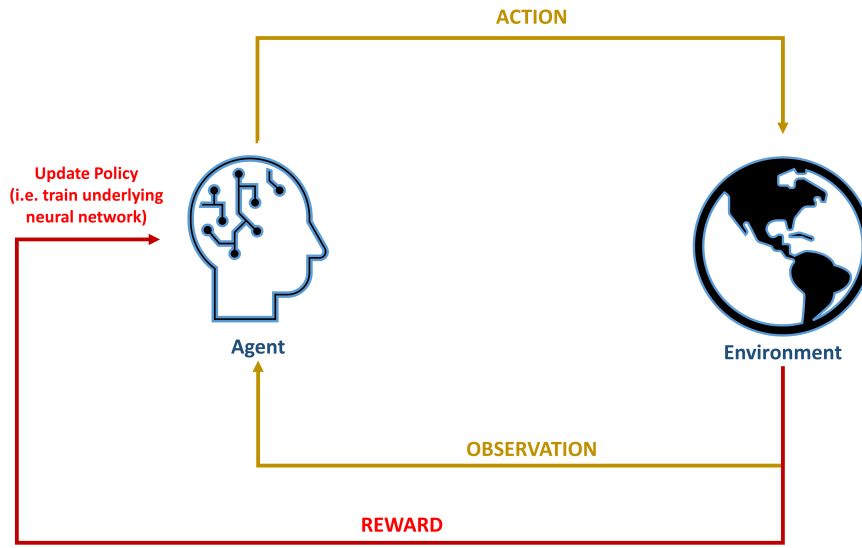 ACTION
Update Policy
(i.e. train underlying
neural network)
Agent
Environment
OBSERVATION
REWARD